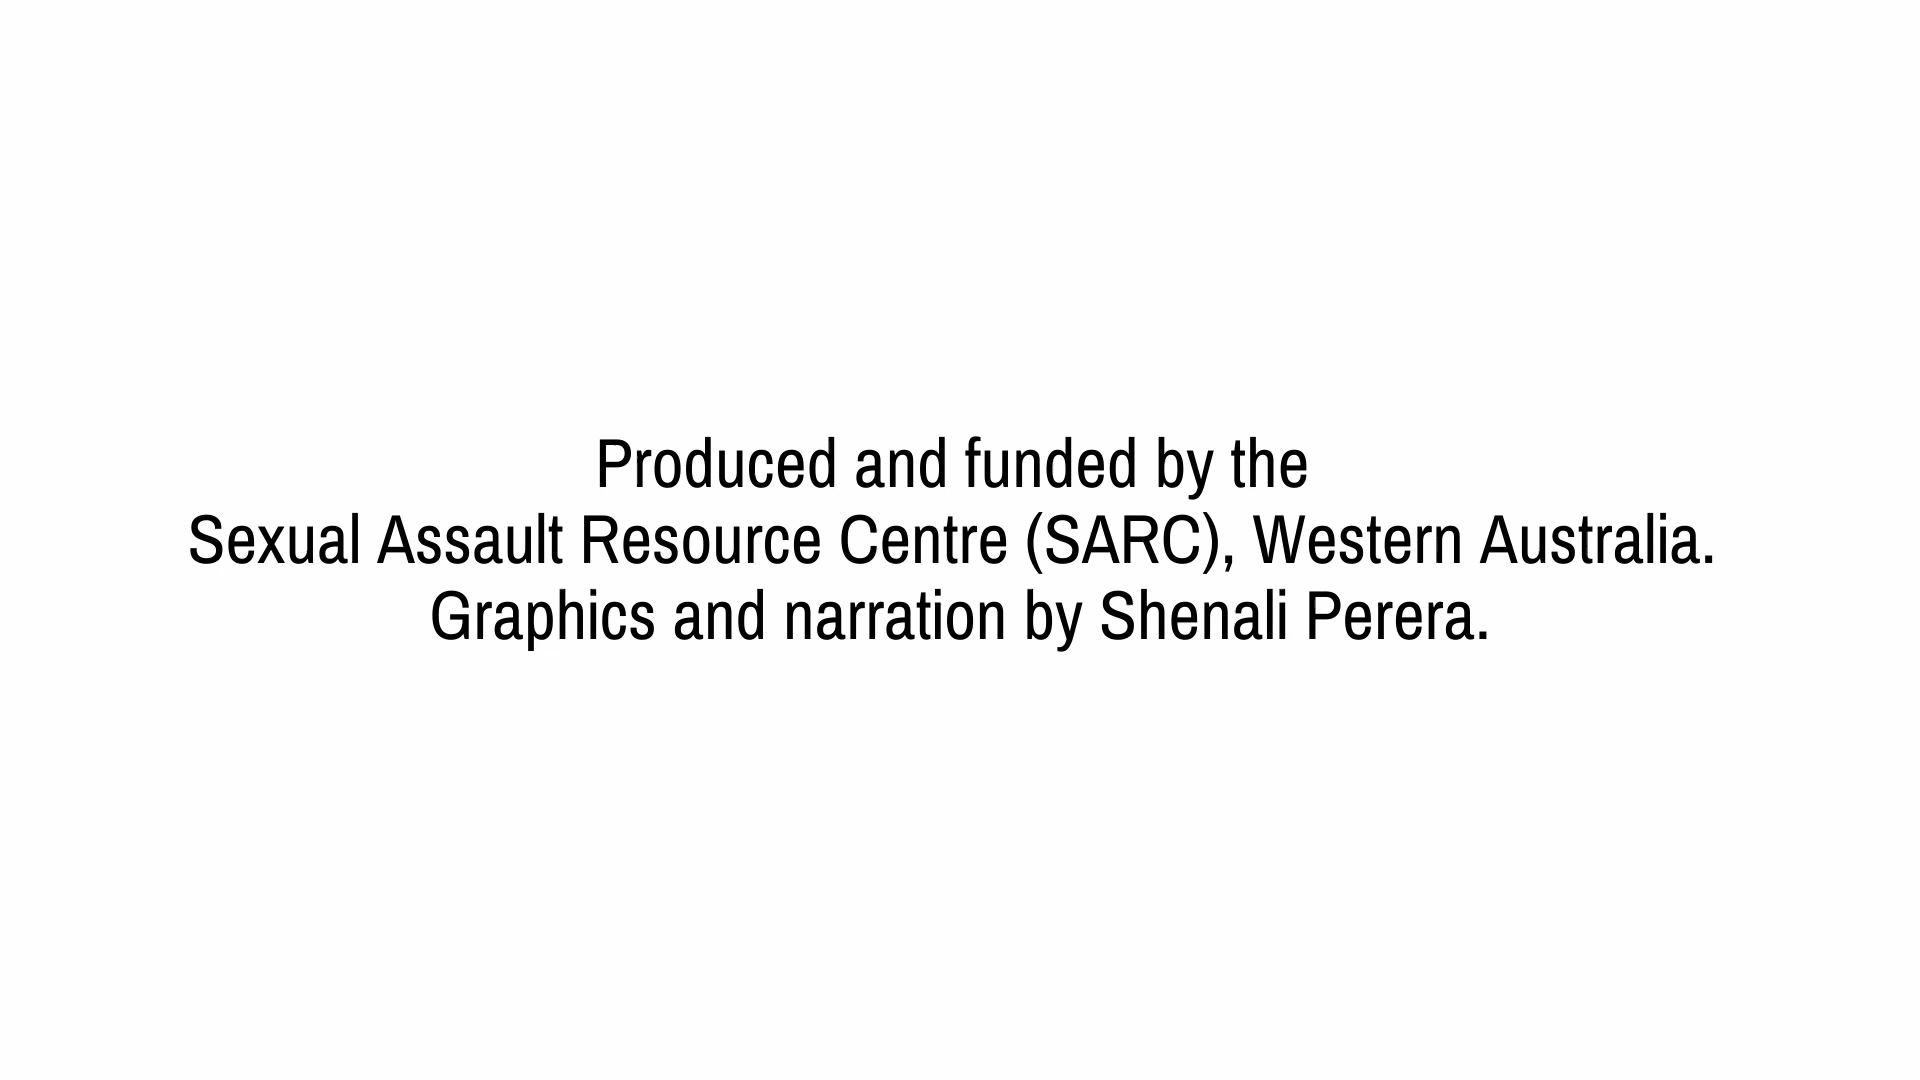 Produced and funded by the
Sexual Assault Resource Centre (SARC), Western Australia.
Graphics and narration by Shenali Perera.